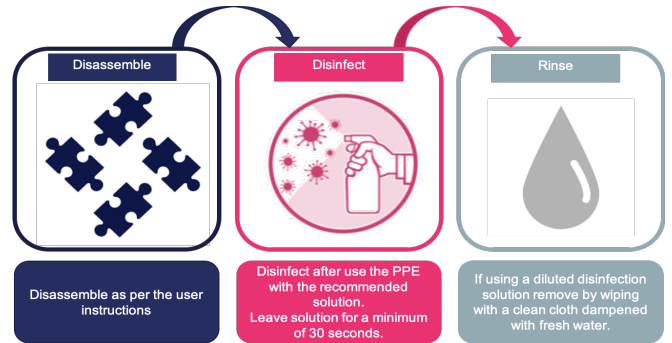 Disassemble
Disinfect
Rinse
Disassemble as per the user
instructions
Disinfect after use the PPE
with the recommended
solution.
Leave solution for a minimum
of 30 seconds.
If using a diluted disinfection
solution remove by wiping
with a clean cloth dampened
with fresh water.